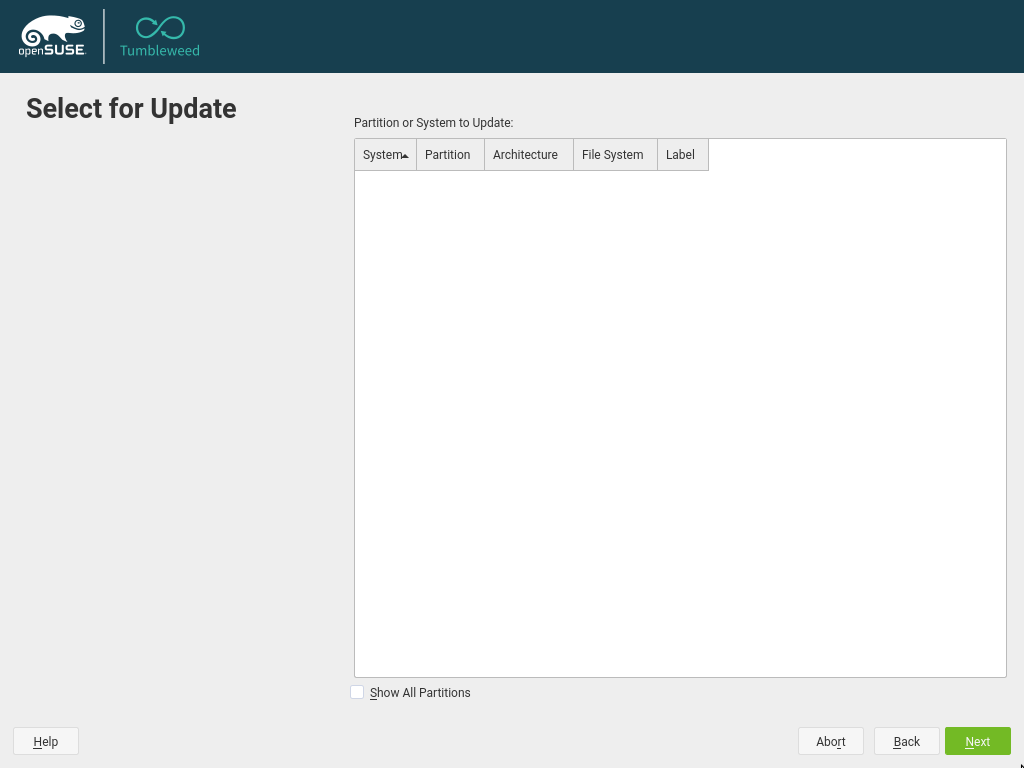 openSUSE
Tumbleweed
Select for Update
Partition or System to Update:
System Partition Architecture File System Label
Show All Partitions
Help Abort Back Next